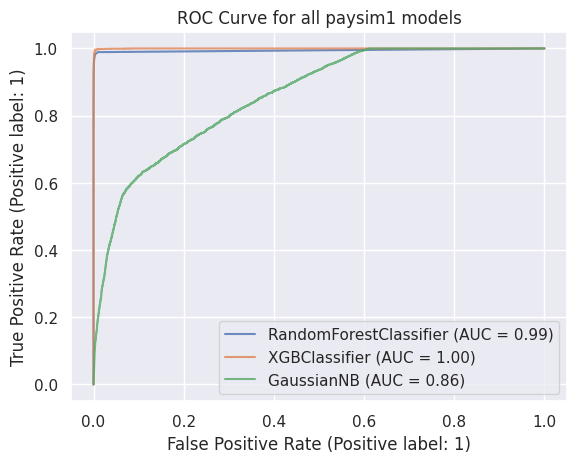 ROC Curve for all paysim1 models
True Positive Rate (Positive label: 1)
1.0
0.8
0.6
0.4
0.2
0.0
RandomForestClassifier (AUC = 0.99)
XGBClassifier (AUC = 1.00)
GaussianNB (AUC = 0.86)
0.0 0.2 0.4 0.6 0.8 1.0
False Positive Rate (Positive label: 1)